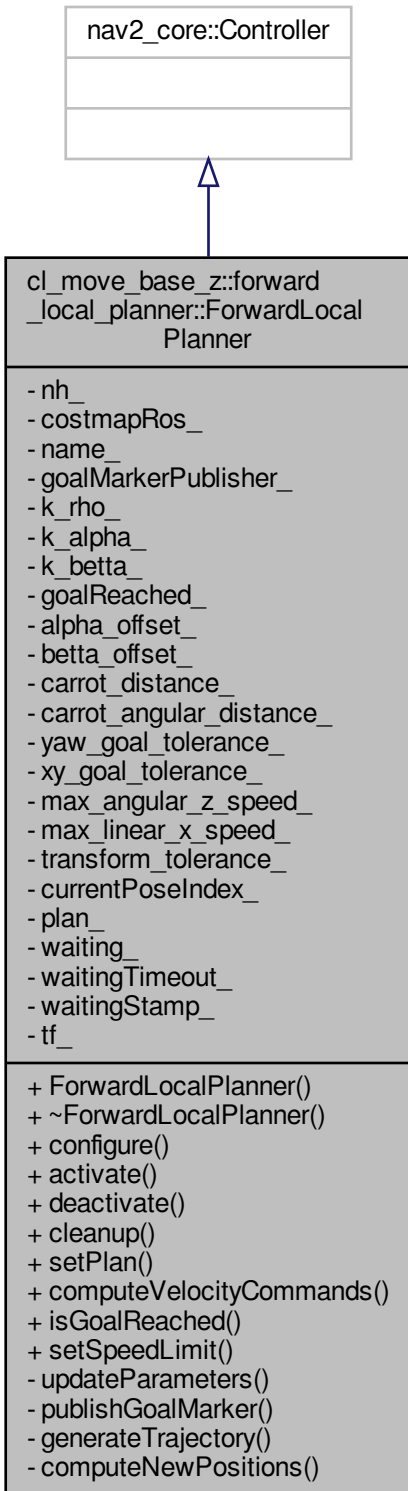 nav2_core::Controller
cl_move_base_z::forward
_local_planner::ForwardLocal
Planner
- nh_
- costmapRos_
- name_
- goalMarkerPublisher_
- k_rho_
- k_alpha_
- k_betta_
- goalReached_
- alpha_offset_
- betta_offset_
- carrot_distance_
- carrot_angular_distance_
- yaw_goal_tolerance_
- xy_goal_tolerance_
- max_angular_z_speed_
- max_linear_x_speed_
- transform_tolerance_
- currentPoseIndex_
- plan_
- waiting_
- waitingTimeout_
- waitingStamp_
- tf_
+ ForwardLocalPlanner()
+ ~ForwardLocalPlanner()
+ configure()
+ activate()
+ deactivate()
+ cleanup()
+ setPlan()
+ computeVelocityCommands()
+ isGoalReached()
+ setSpeedLimit()
- updateParameters()
- publishGoalMarker()
- generateTrajectory()
- computeNewPositions()